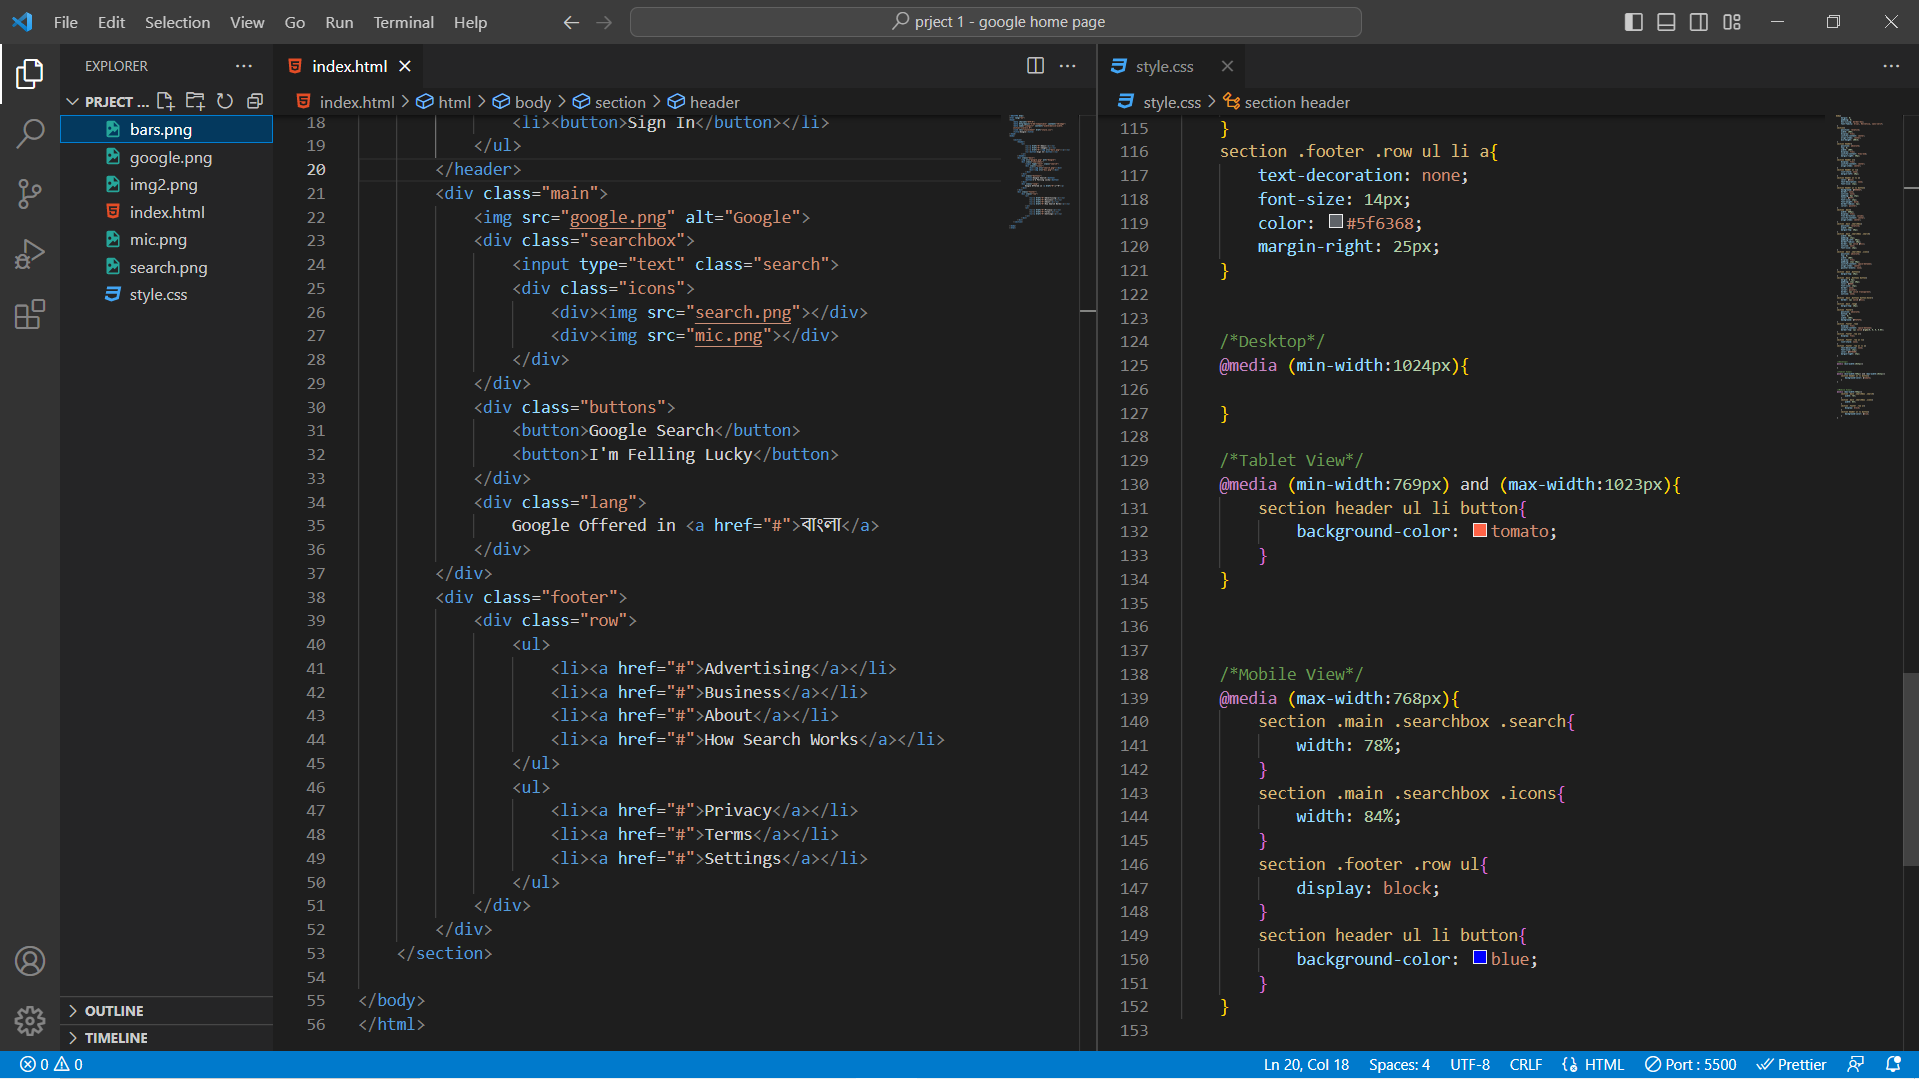 File Edit Selection View Go Run Terminal Help
prject 1 - google home page
EXPLORER
PRJECT ...
bars.png
google.png
img2.png
index.html
mic.png
search.png
style.css
OUTLINE
TIMELINE
index.html
index.html > html > body > section > header
18 <li><button>Sign In</button></li>
19 </ul>
20 </header>
21 <div class="main">
22 <img src="google.png" alt="Google">
23 <div class="searchbox">
24 <input type="text" class="search">
25 <div class="icons">
26 <div><img src="search.png"></div>
27 <div><img src="mic.png"></div>
28 </div>
29 </div>
30 <div class="buttons">
31 <button>Google Search</button>
32 <button>I'm Felling Lucky</button>
33 </div>
34 <div class="lang">
35 Google Offered in <a href="#">বাংলা</a>
36 </div>
37 </div>
38 <div class="footer">
39 <div class="row">
40 <ul>
41 <li><a href="#">Advertising</a></li>
42 <li><a href="#">Business</a></li>
43 <li><a href="#">About</a></li>
44 <li><a href="#">How Search Works</a></li>
45 </ul>
46 <ul>
47 <li><a href="#">Privacy</a></li>
48 <li><a href="#">Terms</a></li>
49 <li><a href="#">Settings</a></li>
50 </ul>
51 </div>
52 </div>
53 </section>
54
55 </body>
56 </html>
style.css
style.css > section header
115 }
116 section .footer .row ul li a{
117 text-decoration: none;
118 font-size: 14px;
119 color: #5f6368;
120 margin-right: 25px;
121 }
122
123
124 /*Desktop*/
125 @media (min-width:1024px){
126
127 }
128
129 /*Tablet View*/
130 @media (min-width:769px) and (max-width:1023px){
131 section header ul li button{
132 background-color: tomato;
133 }
134 }
135
136
137
138 /*Mobile View*/
139 @media (max-width:768px){
140 section .main .searchbox .search{
141 width: 78%;
142 }
143 section .main .searchbox .icons{
144 width: 84%;
145 }
146 section .footer .row ul{
147 display: block;
148 }
149 section header ul li button{
150 background-color: blue;
151 }
152 }
153
0 0 Ln 20, Col 18 Spaces: 4 UTF-8 CRLF HTML Port : 5500 Prettier